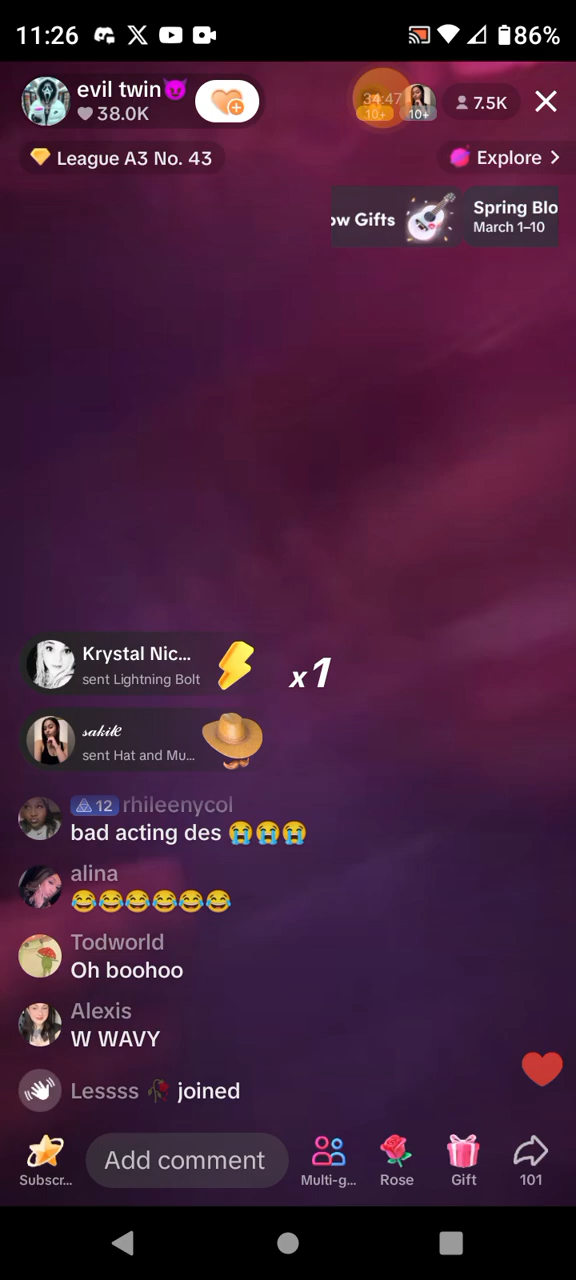 11:26
86%
evil twin😈
38.0K
34:47
10+
10+
7.5K
League A3 No. 43
Explore
ow Gifts
Spring Blo
March 1–10
Krystal Nic...
sent Lightning Bolt
x1
sakile
sent Hat and Mu...
12 rhileenycol
bad acting des 😭😭😭
alina
😂😂😂😂😂😂
Todworld
Oh boohoo
Alexis
W WAVY
Lessss 🥀 joined
Add comment
Subscr...
Multi-g...
Rose
Gift
101